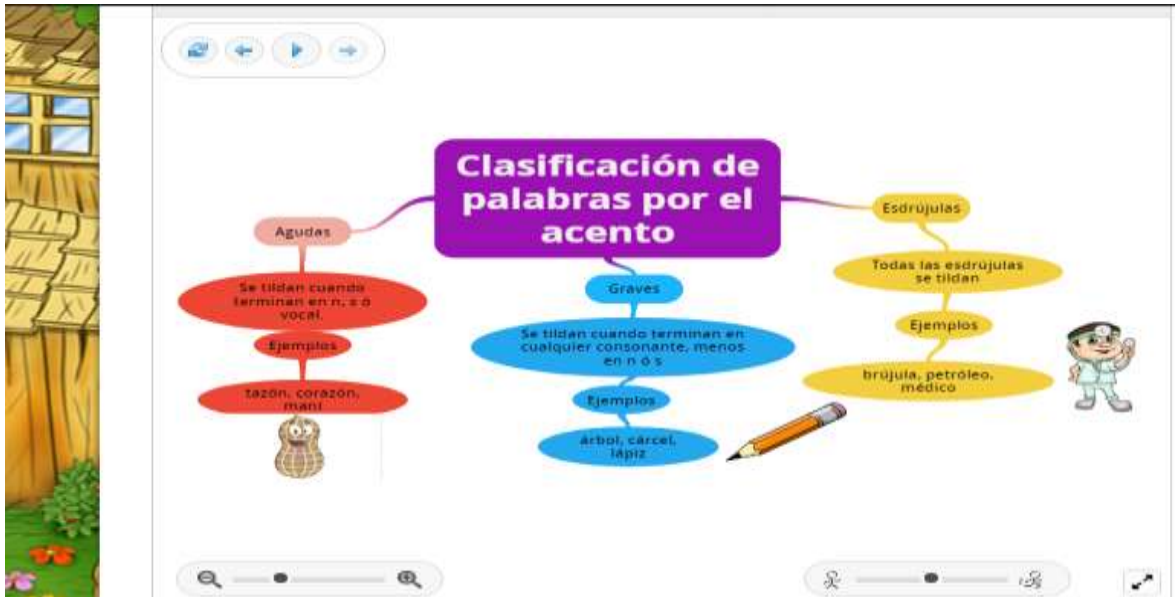 Clasificación de
palabras por el
acento
Agudas
Se tildan cuando
terminan en n, s ó
vocal.
Ejemplos
tazón, corazón,
maní
Graves
Se tildan cuando terminan en
cualquier consonante, menos
en n ó s
Ejemplos
árbol, cárcel,
lápiz
Esdrújulas
Todas las esdrújulas
se tildan
Ejemplos
brújula, petróleo,
médico